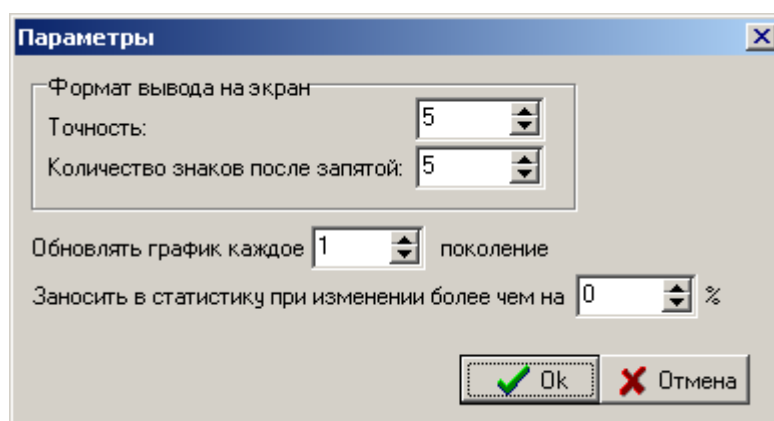 Параметры
Формат вывода на экран
Точность: 5
Количество знаков после запятой: 5
Обновлять график каждое 1 поколение
Заносить в статистику при изменении более чем на 0 %
Ok Отмена